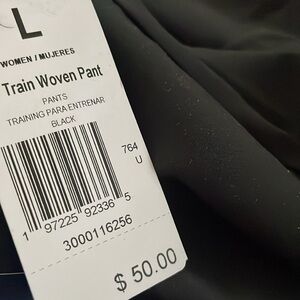 L
WOMEN / MUJERES
Train Woven Pant
PANTS
TRAINING PARA ENTRENAR
BLACK
764
U
1 97225 92336 5
3000116256
$ 50.00